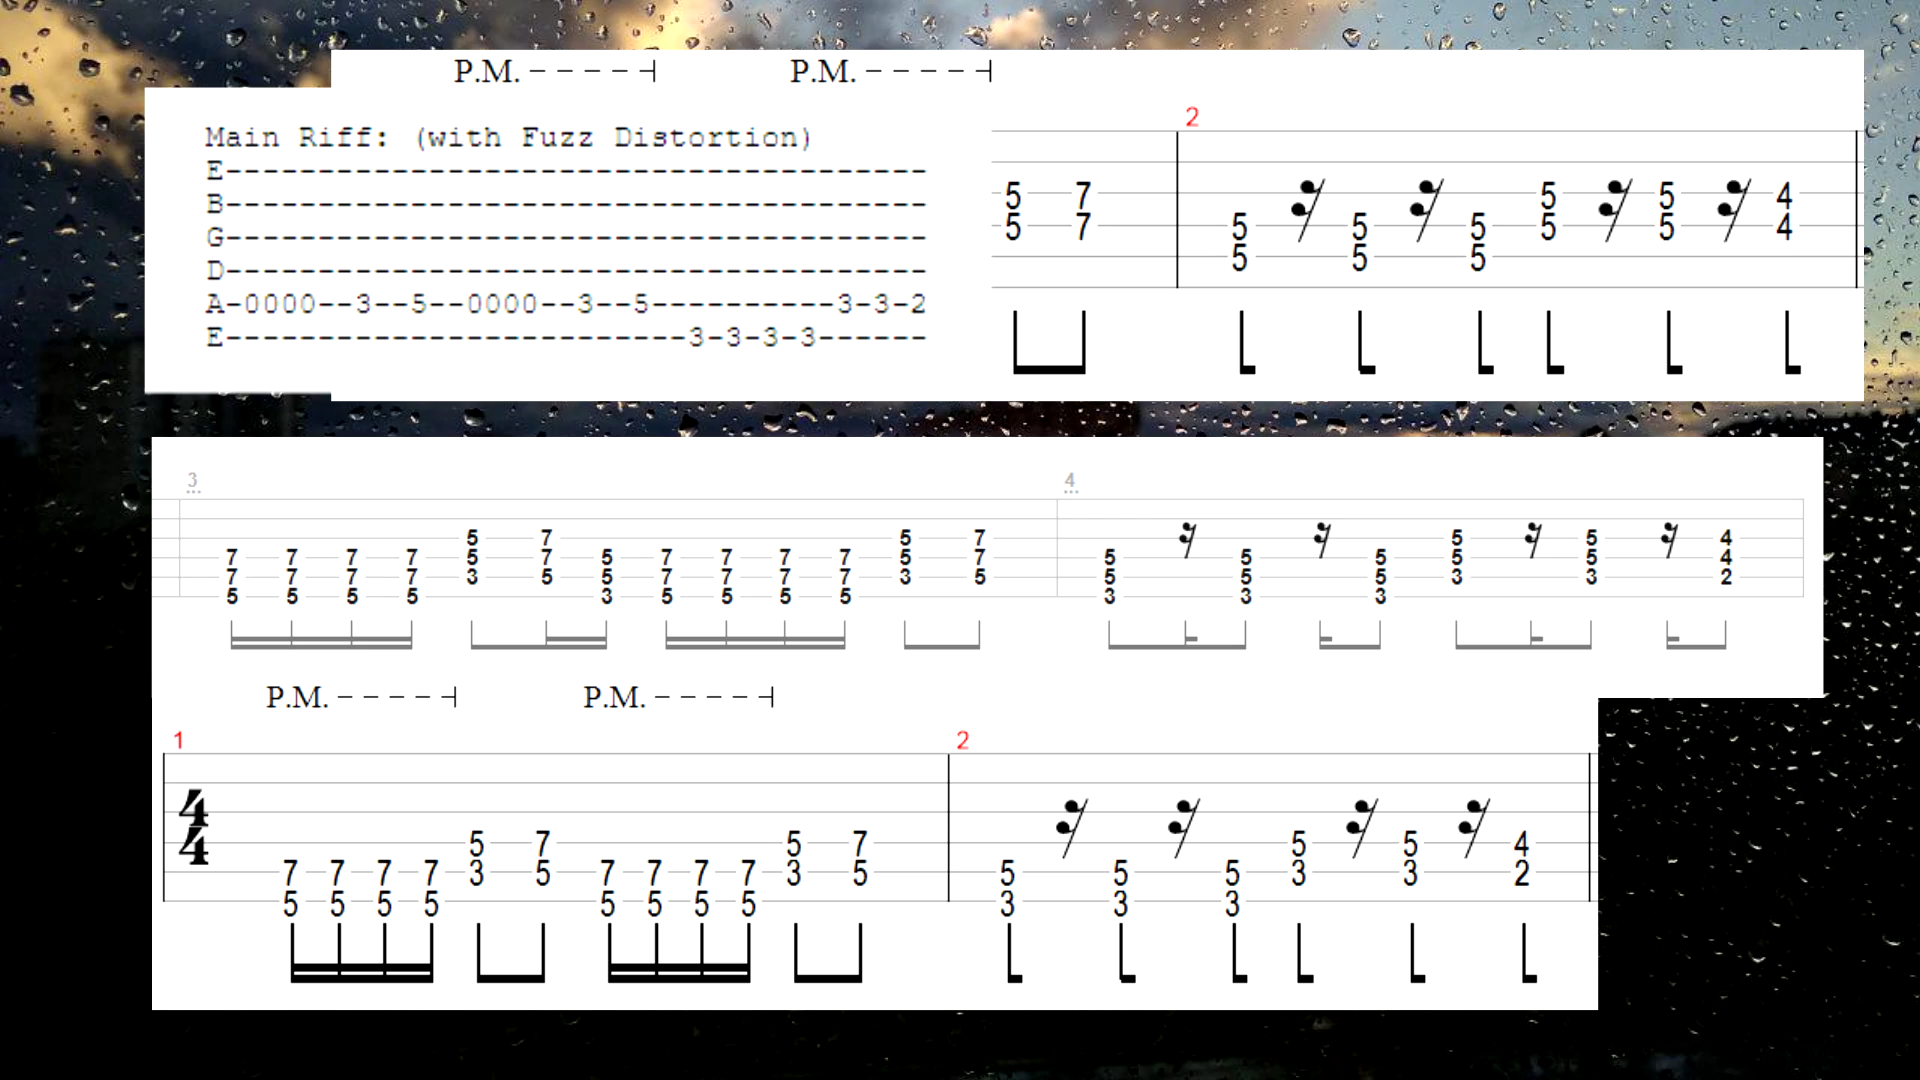 P.M. - - - - - ⊣ P.M. - - - - - ⊣
Main Riff: (with Fuzz Distortion)
E--------------------------------------
B--------------------------------------
G--------------------------------------
D--------------------------------------
A-0000--3--5--0000--3--5----------3-3-2
E-------------------------3-3-3-3------
2
5 7 5 5 4
5 7 5 5 5 5 5 4
5 5 5
3 4
5 7 5 7 5 5 4
7 7 7 7 5 7 5 7 7 7 7 5 7 5 5 5 5 5 4
7 7 7 7 3 5 5 7 7 7 7 3 5 5 5 5 3 3 2
5 5 5 5 3 5 5 5 5 3 3 3
P.M. - - - - - ⊣ P.M. - - - - - ⊣
1 2
4
4 5 7 5 7 5 5 4
7 7 7 7 3 5 7 7 7 7 3 5 5 5 5 3 3 2
5 5 5 5 5 5 5 5 3 3 3